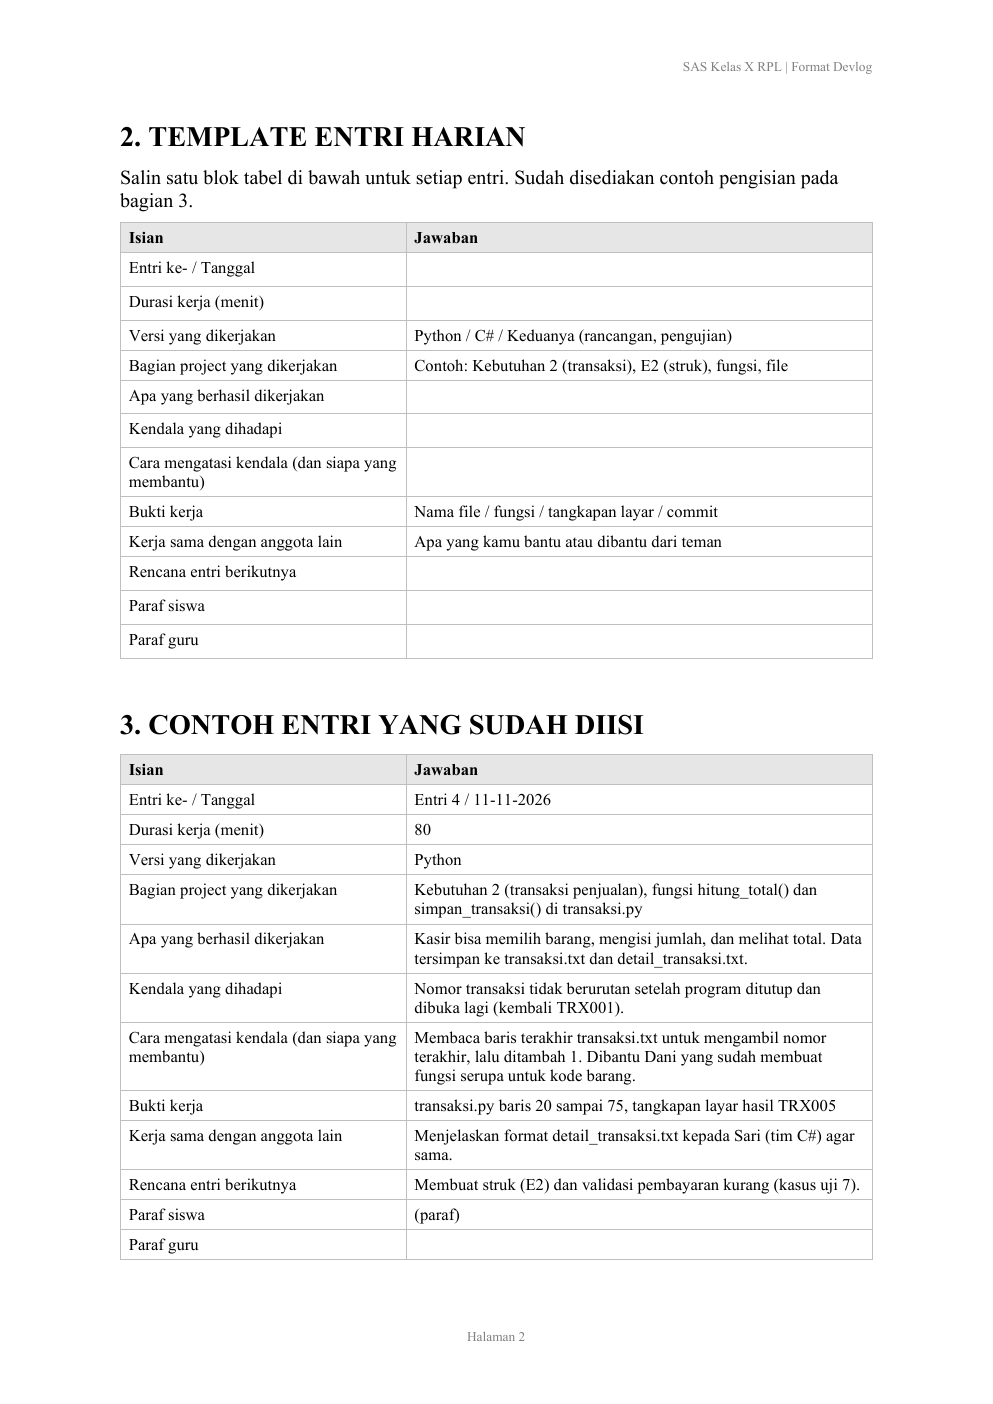 SAS Kelas X RPL | Format Devlog
2. TEMPLATE ENTRI HARIAN
Salin satu blok tabel di bawah untuk setiap entri. Sudah disediakan contoh pengisian pada
bagian 3.
Isian Jawaban
Entri ke- / Tanggal
Durasi kerja (menit)
Versi yang dikerjakan Python / C# / Keduanya (rancangan, pengujian)
Bagian project yang dikerjakan Contoh: Kebutuhan 2 (transaksi), E2 (struk), fungsi, file
Apa yang berhasil dikerjakan
Kendala yang dihadapi
Cara mengatasi kendala (dan siapa yang
membantu)
Bukti kerja Nama file / fungsi / tangkapan layar / commit
Kerja sama dengan anggota lain Apa yang kamu bantu atau dibantu dari teman
Rencana entri berikutnya
Paraf siswa
Paraf guru
3. CONTOH ENTRI YANG SUDAH DIISI
Isian Jawaban
Entri ke- / Tanggal Entri 4 / 11-11-2026
Durasi kerja (menit) 80
Versi yang dikerjakan Python
Bagian project yang dikerjakan Kebutuhan 2 (transaksi penjualan), fungsi hitung_total() dan
simpan_transaksi() di transaksi.py
Apa yang berhasil dikerjakan Kasir bisa memilih barang, mengisi jumlah, dan melihat total. Data
tersimpan ke transaksi.txt dan detail_transaksi.txt.
Kendala yang dihadapi Nomor transaksi tidak berurutan setelah program ditutup dan
dibuka lagi (kembali TRX001).
Cara mengatasi kendala (dan siapa yang Membaca baris terakhir transaksi.txt untuk mengambil nomor
membantu) terakhir, lalu ditambah 1. Dibantu Dani yang sudah membuat
fungsi serupa untuk kode barang.
Bukti kerja transaksi.py baris 20 sampai 75, tangkapan layar hasil TRX005
Kerja sama dengan anggota lain Menjelaskan format detail_transaksi.txt kepada Sari (tim C#) agar
sama.
Rencana entri berikutnya Membuat struk (E2) dan validasi pembayaran kurang (kasus uji 7).
Paraf siswa (paraf)
Paraf guru
Halaman 2